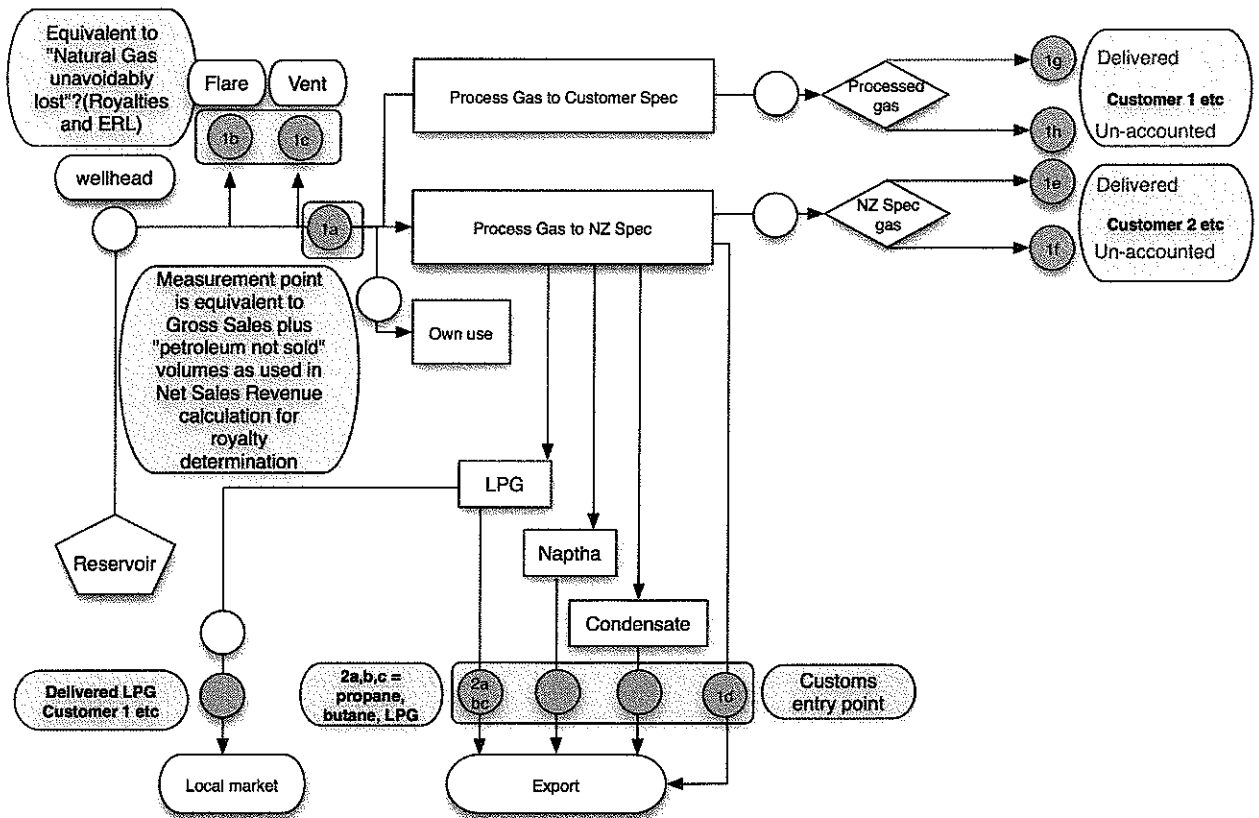 Equivalent to
"Natural Gas
unavoidably
lost"?(Royalties
and ERL)
Flare
Vent
1b
1c
wellhead
1a
Process Gas to Customer Spec
Processed
gas
1g
Delivered
Customer 1 etc
1h
Un-accounted
Process Gas to NZ Spec
NZ Spec
gas
1e
Delivered
Customer 2 etc
1f
Un-accounted
Measurement point
is equivalent to
Gross Sales plus
"petroleum not sold"
volumes as used in
Net Sales Revenue
calculation for
royalty
determination
Own use
Reservoir
LPG
Naptha
Condensate
Delivered LPG
Customer 1 etc
2a,b,c =
propane,
butane, LPG
2a
bc
1d
Customs
entry point
Local market
Export